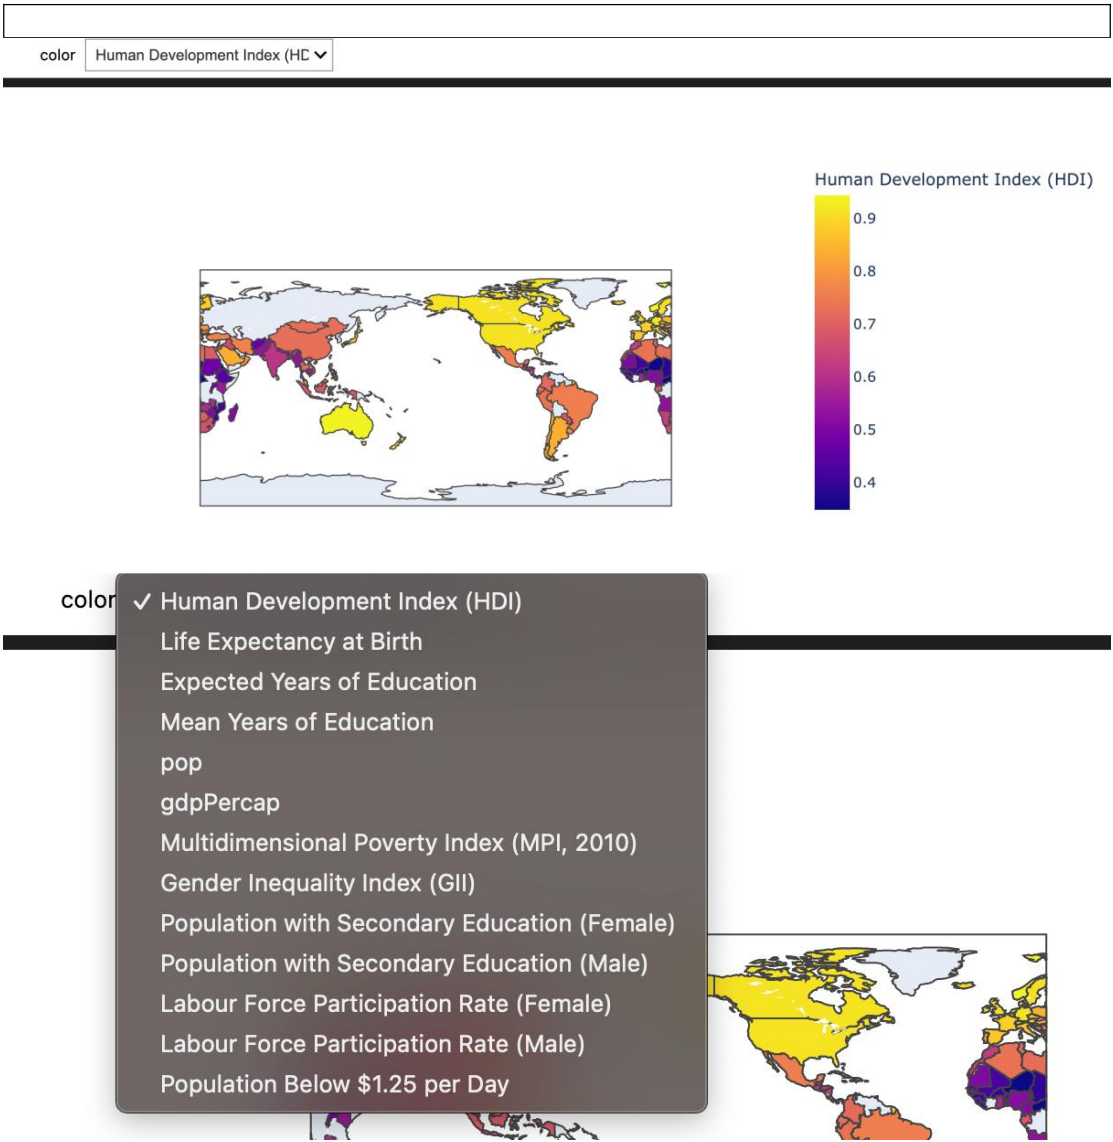 color Human Development Index (HD
Human Development Index (HDI)
0.9
0.8
0.7
0.6
0.5
0.4
color ✓ Human Development Index (HDI)
Life Expectancy at Birth
Expected Years of Education
Mean Years of Education
pop
gdpPercap
Multidimensional Poverty Index (MPI, 2010)
Gender Inequality Index (GII)
Population with Secondary Education (Female)
Population with Secondary Education (Male)
Labour Force Participation Rate (Female)
Labour Force Participation Rate (Male)
Population Below $1.25 per Day